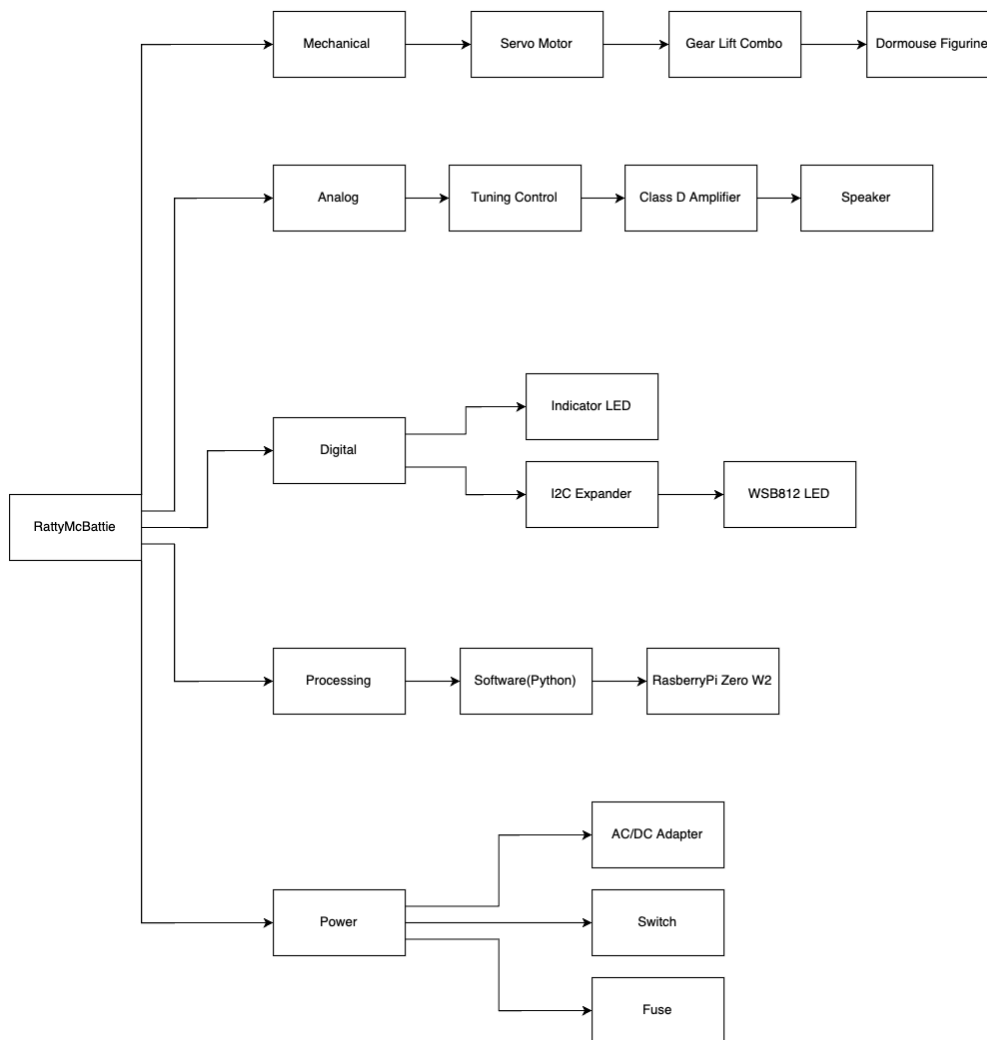 Mechanical
Servo Motor
Gear Lift Combo
Dormouse Figurine
Analog
Tuning Control
Class D Amplifier
Speaker
Indicator LED
Digital
I2C Expander
WSB812 LED
RattyMcBattie
Processing
Software(Python)
RasberryPi Zero W2
AC/DC Adapter
Power
Switch
Fuse